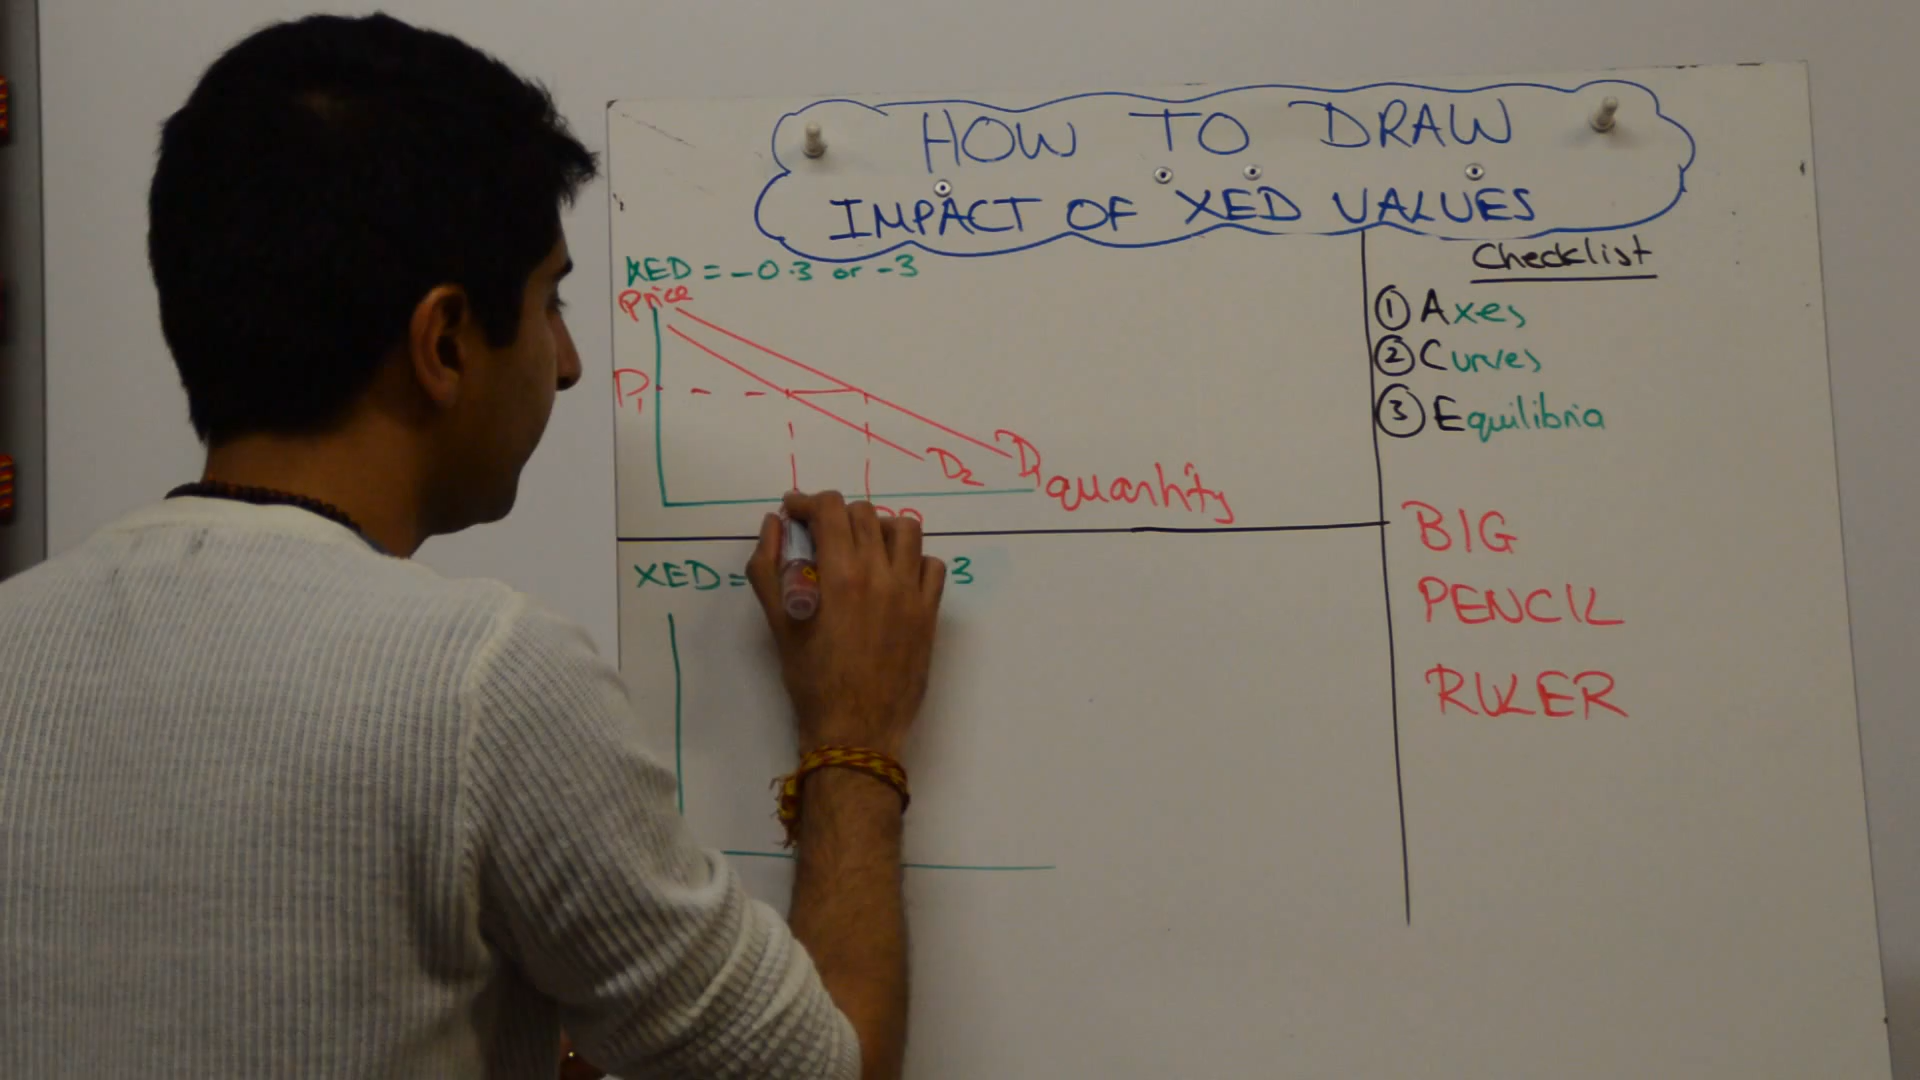 HOW TO DRAW
IMPACT OF XED VALUES
XED = -0.3 or -3
Price
P1
D2
D1
quantity
XED =
3
Checklist
① Axes
② Curves
③ Equilibria
BIG
PENCIL
RULER